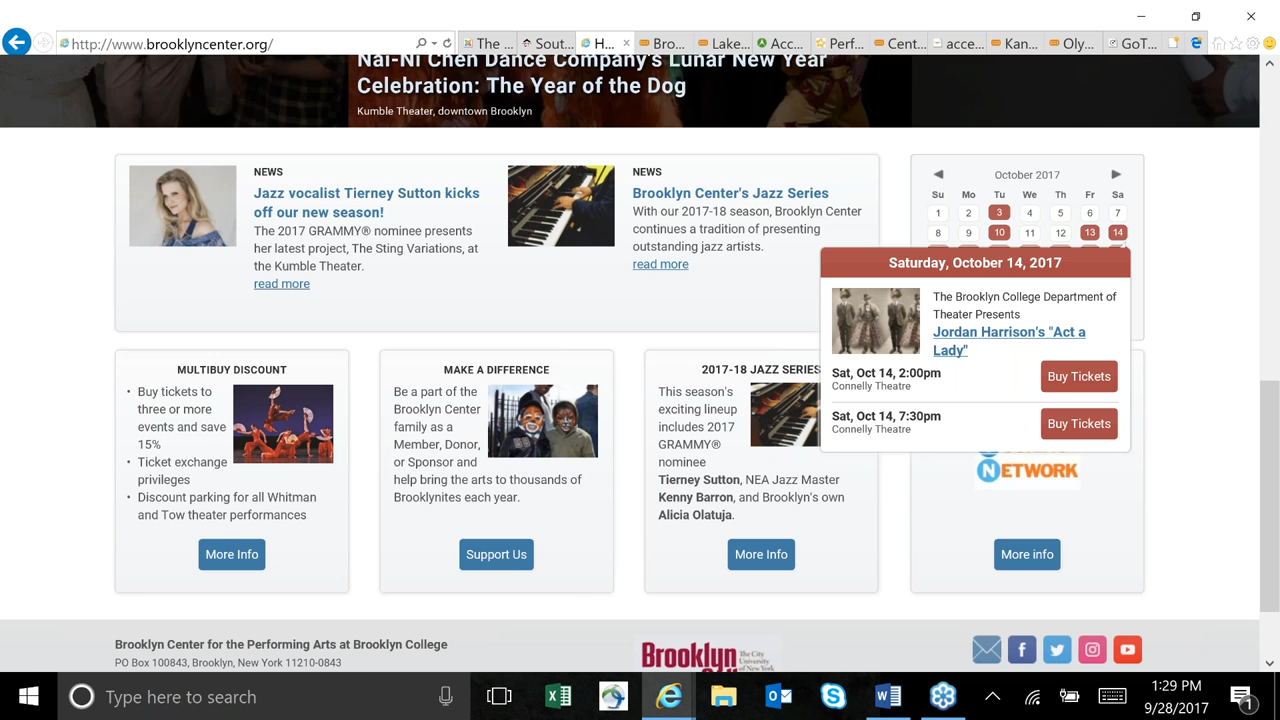 http://www.brooklyncenter.org/
The ...
Sout...
H...
Bro...
Lake...
Acc...
Perf...
Cent...
acce...
Kan...
Oly...
GoT...
Nai-Ni Chen Dance Company's Lunar New Year
Celebration: The Year of the Dog
Kumble Theater, downtown Brooklyn
NEWS
Jazz vocalist Tierney Sutton kicks
off our new season!
The 2017 GRAMMY® nominee presents
her latest project, The Sting Variations, at
the Kumble Theater.
read more
NEWS
Brooklyn Center's Jazz Series
With our 2017-18 season, Brooklyn Center
continues a tradition of presenting
outstanding jazz artists.
read more
October 2017
Su Mo Tu We Th Fr Sa
1 2 3 4 5 6 7
8 9 10 11 12 13 14
Saturday, October 14, 2017
The Brooklyn College Department of
Theater Presents
Jordan Harrison's "Act a
Lady"
Sat, Oct 14, 2:00pm
Connelly Theatre
Buy Tickets
Sat, Oct 14, 7:30pm
Connelly Theatre
Buy Tickets
MULTIBUY DISCOUNT
• Buy tickets to
three or more
events and save
15%
• Ticket exchange
privileges
• Discount parking for all Whitman
and Tow theater performances
More Info
MAKE A DIFFERENCE
Be a part of the
Brooklyn Center
family as a
Member, Donor,
or Sponsor and
help bring the arts to thousands of
Brooklynites each year.
Support Us
2017-18 JAZZ SERIES
This season's
exciting lineup
includes 2017
GRAMMY®
nominee
Tierney Sutton, NEA Jazz Master
Kenny Barron, and Brooklyn's own
Alicia Olatuja.
More Info
NETWORK
More info
Brooklyn Center for the Performing Arts at Brooklyn College
PO Box 100843, Brooklyn, New York 11210-0843
Brooklyn
The City
University
of
New York
Type here to search
1:29 PM
9/28/2017
1